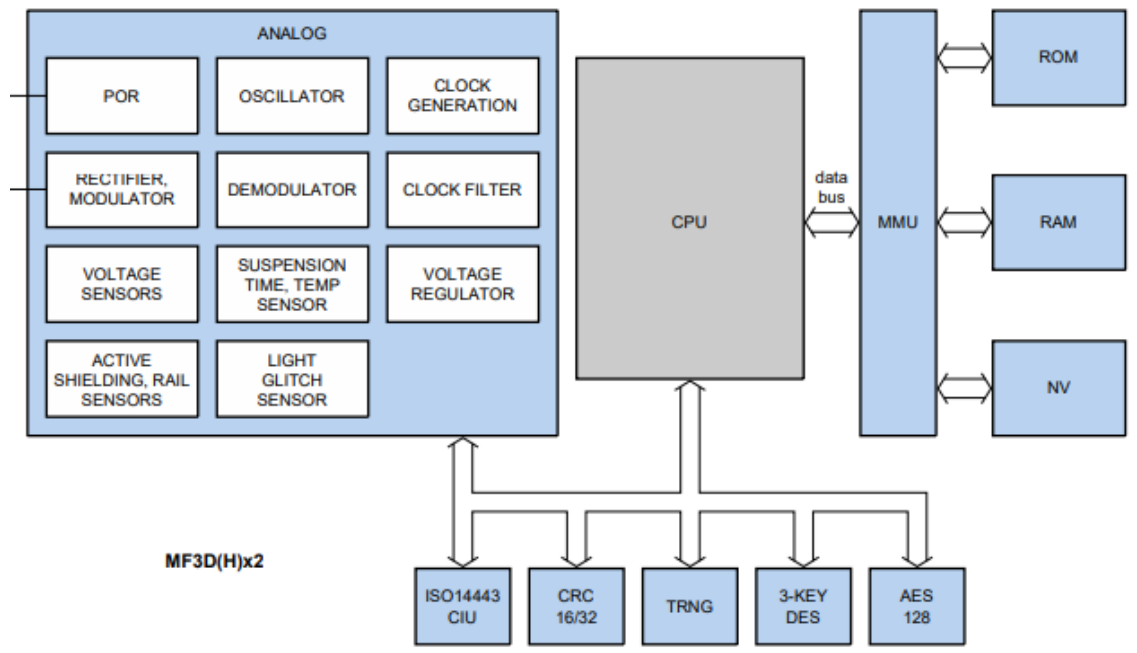 ANALOG
POR
OSCILLATOR
CLOCK
GENERATION
RECTIFIER,
MODULATOR
DEMODULATOR
CLOCK FILTER
VOLTAGE
SENSORS
SUSPENSION
TIME, TEMP
SENSOR
VOLTAGE
REGULATOR
ACTIVE
SHIELDING, RAIL
SENSORS
LIGHT
GLITCH
SENSOR
CPU
data
bus
MMU
ROM
RAM
NV
MF3D(H)x2
ISO14443
CIU
CRC
16/32
TRNG
3-KEY
DES
AES
128